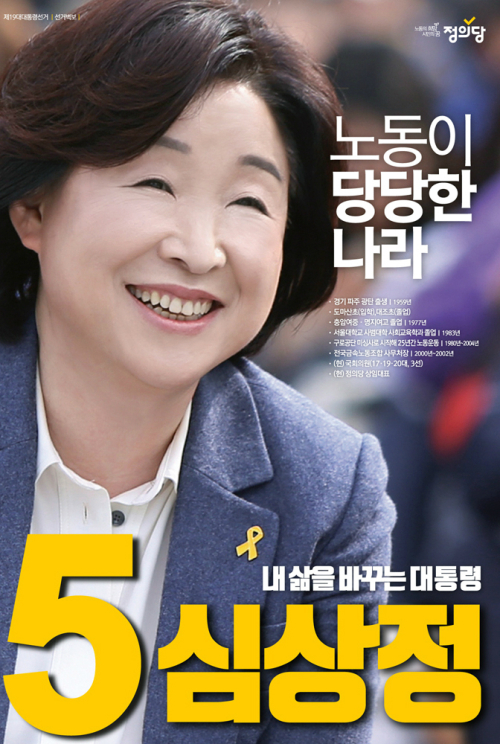 제19대대통령선거 | 선거벽보 |
노동의 희망 시민의 꿈
정의당
노동이
당당한
나라
· 경기 파주 광탄 출생 | 1959년
· 도마산초(입학), 대조초(졸업)
· 충암여중 · 명지여고 졸업 | 1977년
· 서울대학교 사범대학 사회교육학과 졸업 | 1983년
· 구로공단 미싱사로 시작해 25년간 노동운동 | 1980년~2004년
· 전국금속노동조합 사무처장 | 2000년~2002년
· (현) 국회의원(17·19·20대, 3선)
· (현) 정의당 상임대표
내 삶을 바꾸는 대통령
5 심상정